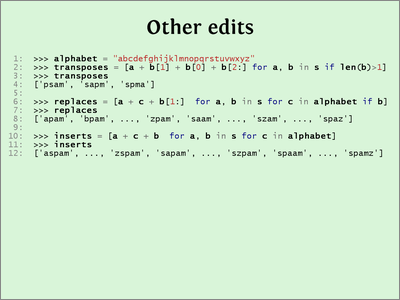 Other edits
1: >>> alphabet = "abcdefghijklmnopqrstuvwxyz"
2: >>> transposes = [a + b[1] + b[0] + b[2:] for a, b in s if len(b)>1]
3: >>> transposes
4: ['psam', 'sapm', 'spma']
5:
6: >>> replaces = [a + c + b[1:]  for a, b in s for c in alphabet if b]
7: >>> replaces
8: ['apam', 'bpam', ..., 'zpam', 'saam', ..., 'szam', ..., 'spaz']
9:
10: >>> inserts = [a + c + b  for a, b in s for c in alphabet]
11: >>> inserts
12: ['aspam', ..., 'zspam', 'sapam', ..., 'szpam', 'spaam', ..., 'spamz']